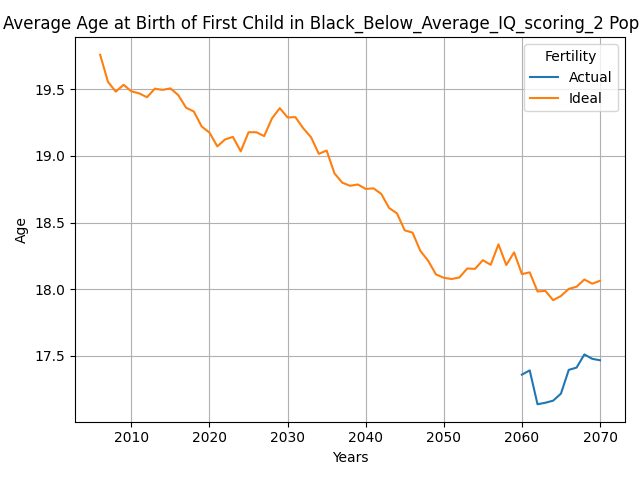 Average Age at Birth of First Child in Black_Below_Average_IQ_scoring_2 Pop
Fertility
Actual
Ideal
19.5
19.0
18.5
18.0
17.5
Age
2010 2020 2030 2040 2050 2060 2070
Years